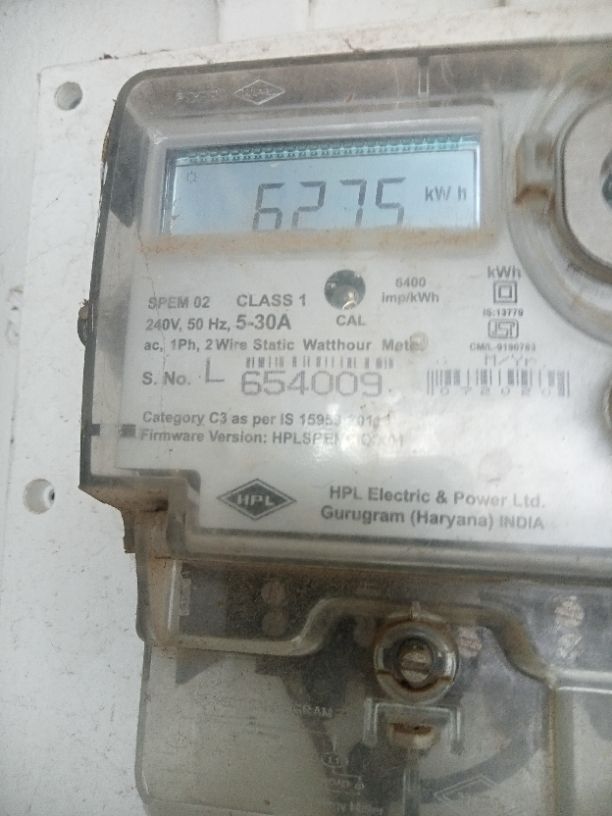 6275 kWh
SPEM 02 CLASS 1 6400 imp/kWh kWh
240V, 50 Hz, 5-30A CAL IS:13779
ac, 1Ph, 2 Wire Static Watthour Meter
M/Yr
S. No. L 654009 072020
Category C3 as per IS
Firmware Version:
HPL
HPL Electric & Power Ltd.
Gurugram (Haryana) INDIA